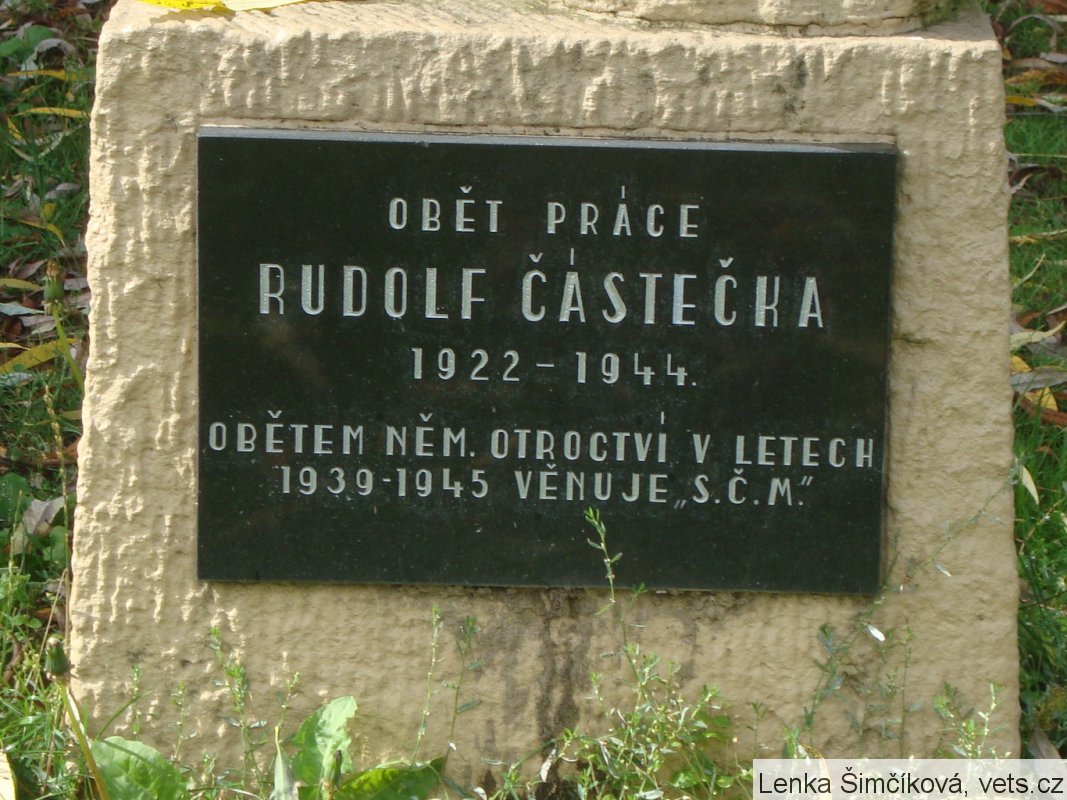 OBĚT PRÁCE
RUDOLF ČÁSTEČKA
1922 – 1944.
OBĚTEM NĚM. OTROCTVÍ V LETECH
1939-1945 VĚNUJE „S.Č.M.“
Lenka Šimčíková, vets.cz